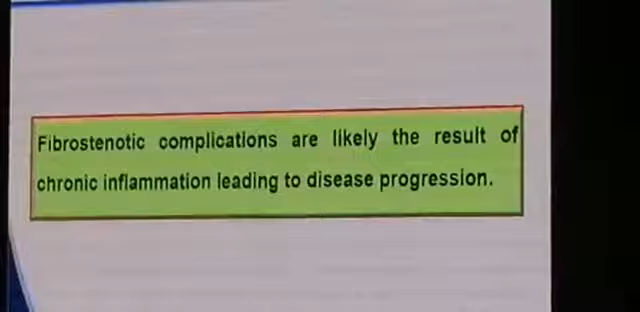 Fibrostenotic complications are likely the result of
chronic inflammation leading to disease progression.